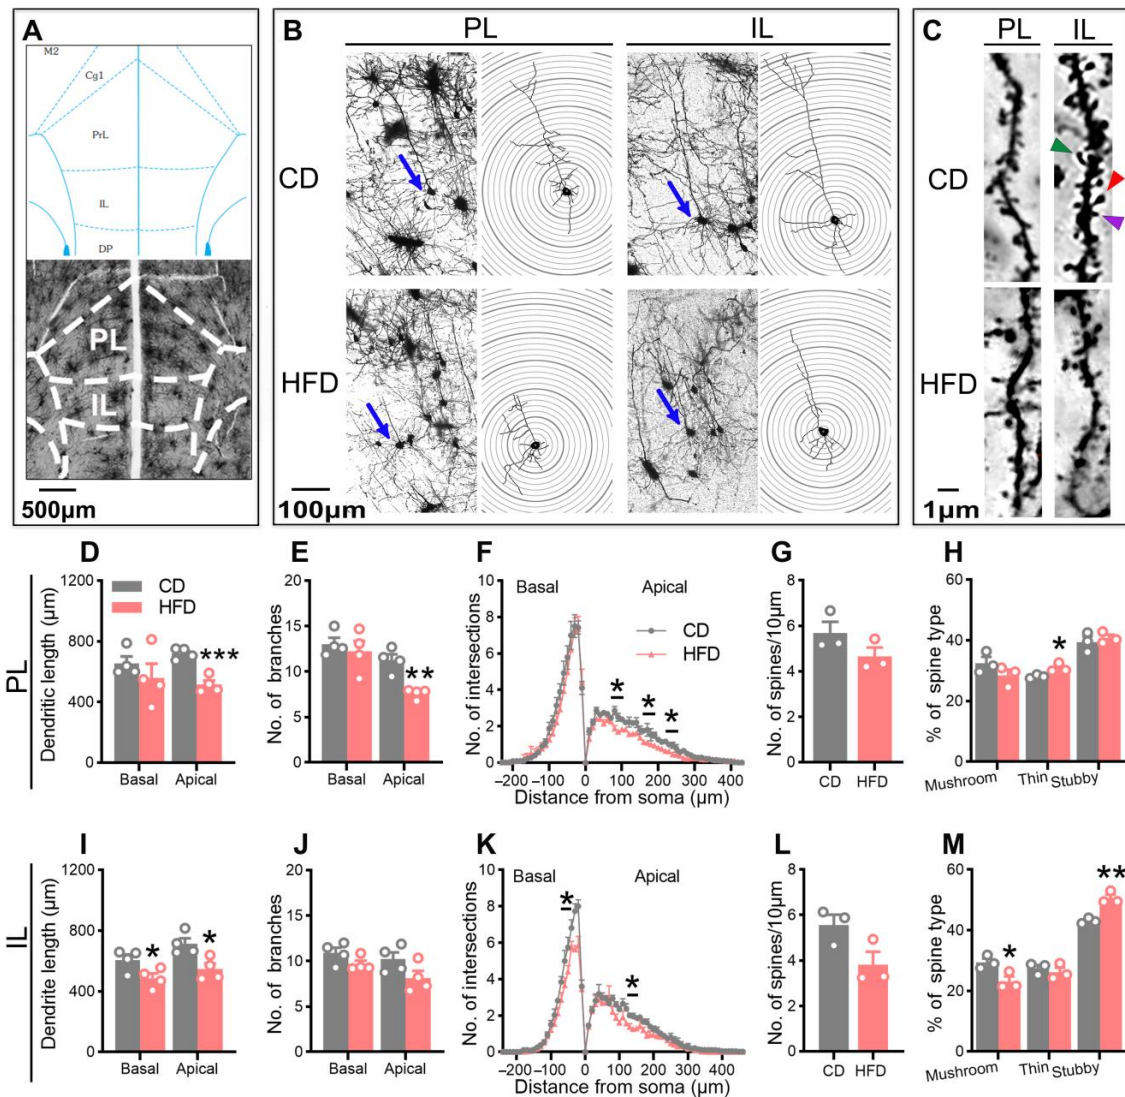 A
M2
Cg1
PrL
IL
DP
PL
IL
500μm
B
PL
IL
CD
HFD
100μm
C
PL
IL
CD
HFD
1μm
PL
D
Dendritic length (μm)
1200
800
400
0
CD
HFD
***
Basal
Apical
E
No. of branches
20
15
10
5
0
**
Basal
Apical
F
No. of intersections
10
8
6
4
2
0
Basal
Apical
CD
HFD
*
*
*
−200 −100 0 100 200 300 400
Distance from soma (μm)
G
No. of spines/10μm
8
6
4
2
0
CD
HFD
H
% of spine type
60
40
20
0
*
Mushroom
Thin
Stubby
IL
I
Dendrite length (μm)
1200
800
400
0
*
*
Basal
Apical
J
No. of branches
20
15
10
5
0
Basal
Apical
K
No. of intersections
10
8
6
4
2
0
Basal
Apical
*
*
−200 −100 0 100 200 300 400
Distance from soma (μm)
L
No. of spines/10μm
8
6
4
2
0
CD
HFD
M
% of spine type
60
40
20
0
*
**
Mushroom
Thin
Stubby